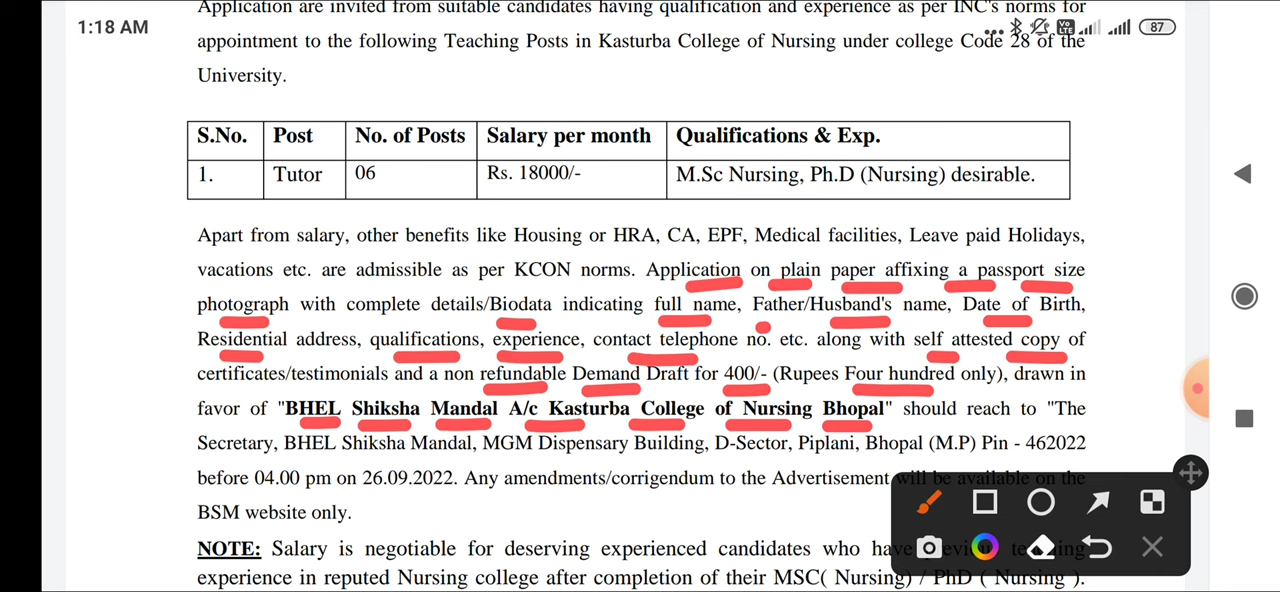 Application are invited from suitable candidates having qualification and experience as per INC's norms for
1:18 AM
Vo LTE
87
appointment to the following Teaching Posts in Kasturba College of Nursing under college Code 28 of the
University.
S.No. Post No. of Posts Salary per month Qualifications & Exp.
1. Tutor 06 Rs. 18000/- M.Sc Nursing, Ph.D (Nursing) desirable.
Apart from salary, other benefits like Housing or HRA, CA, EPF, Medical facilities, Leave paid Holidays,
vacations etc. are admissible as per KCON norms. Application on plain paper affixing a passport size
photograph with complete details/Biodata indicating full name, Father/Husband's name, Date of Birth,
Residential address, qualifications, experience, contact telephone no. etc. along with self attested copy of
certificates/testimonials and a non refundable Demand Draft for 400/- (Rupees Four hundred only), drawn in
favor of "BHEL Shiksha Mandal A/c Kasturba College of Nursing Bhopal" should reach to "The
Secretary, BHEL Shiksha Mandal, MGM Dispensary Building, D-Sector, Piplani, Bhopal (M.P) Pin - 462022
before 04.00 pm on 26.09.2022. Any amendments/corrigendum to the Advertisement will be available on the
BSM website only.
NOTE: Salary is negotiable for deserving experienced candidates who
experience in reputed Nursing college after completion of their MSC( Nursing) / PhD ( Nursing ).